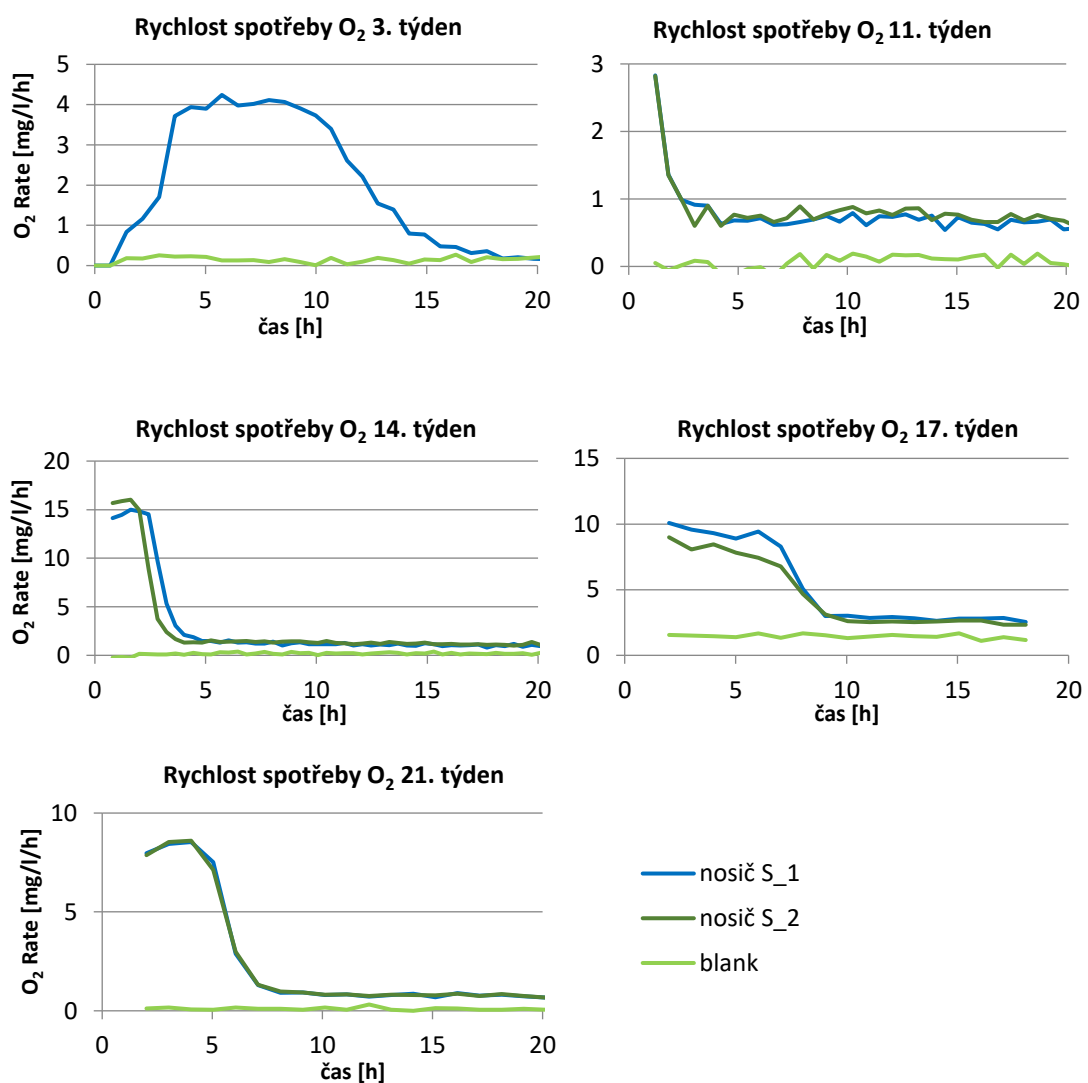 Rychlost spotřeby O₂ 3. týden
O₂ Rate [mg/l/h]
5
4
3
2
1
0
0 5 10 15 20
čas [h]
Rychlost spotřeby O₂ 11. týden
3
2
1
0
0 5 10 15 20
čas [h]
Rychlost spotřeby O₂ 14. týden
O₂ Rate [mg/l/h]
20
15
10
5
0
0 5 10 15 20
čas [h]
Rychlost spotřeby O₂ 17. týden
15
10
5
0
0 5 10 15 20
čas [h]
Rychlost spotřeby O₂ 21. týden
O₂ Rate [mg/l/h]
10
5
0
0 5 10 15 20
čas [h]
nosič S_1
nosič S_2
blank